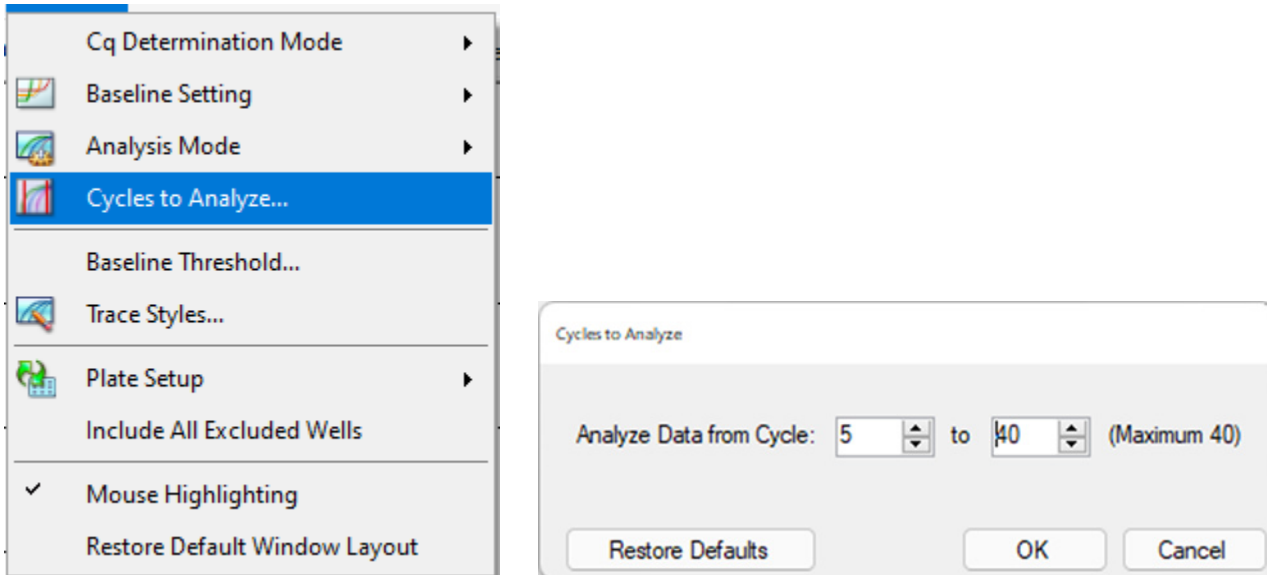 Cq Determination Mode
Baseline Setting
Analysis Mode
Cycles to Analyze...
Baseline Threshold...
Trace Styles...
Plate Setup
Include All Excluded Wells
Mouse Highlighting
Restore Default Window Layout
Cycles to Analyze
Analyze Data from Cycle: 5 to 40 (Maximum 40)
Restore Defaults OK Cancel